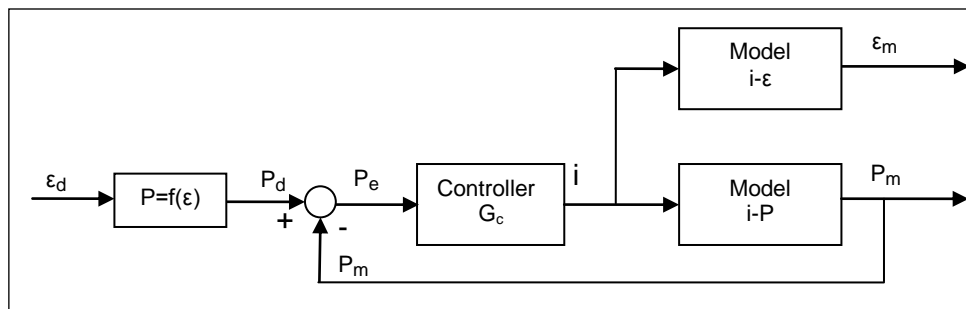 Model
i-ε
ε_m
ε_d
P=f(ε)
P_d
+
-
P_e
Controller
G_c
i
Model
i-P
P_m
P_m